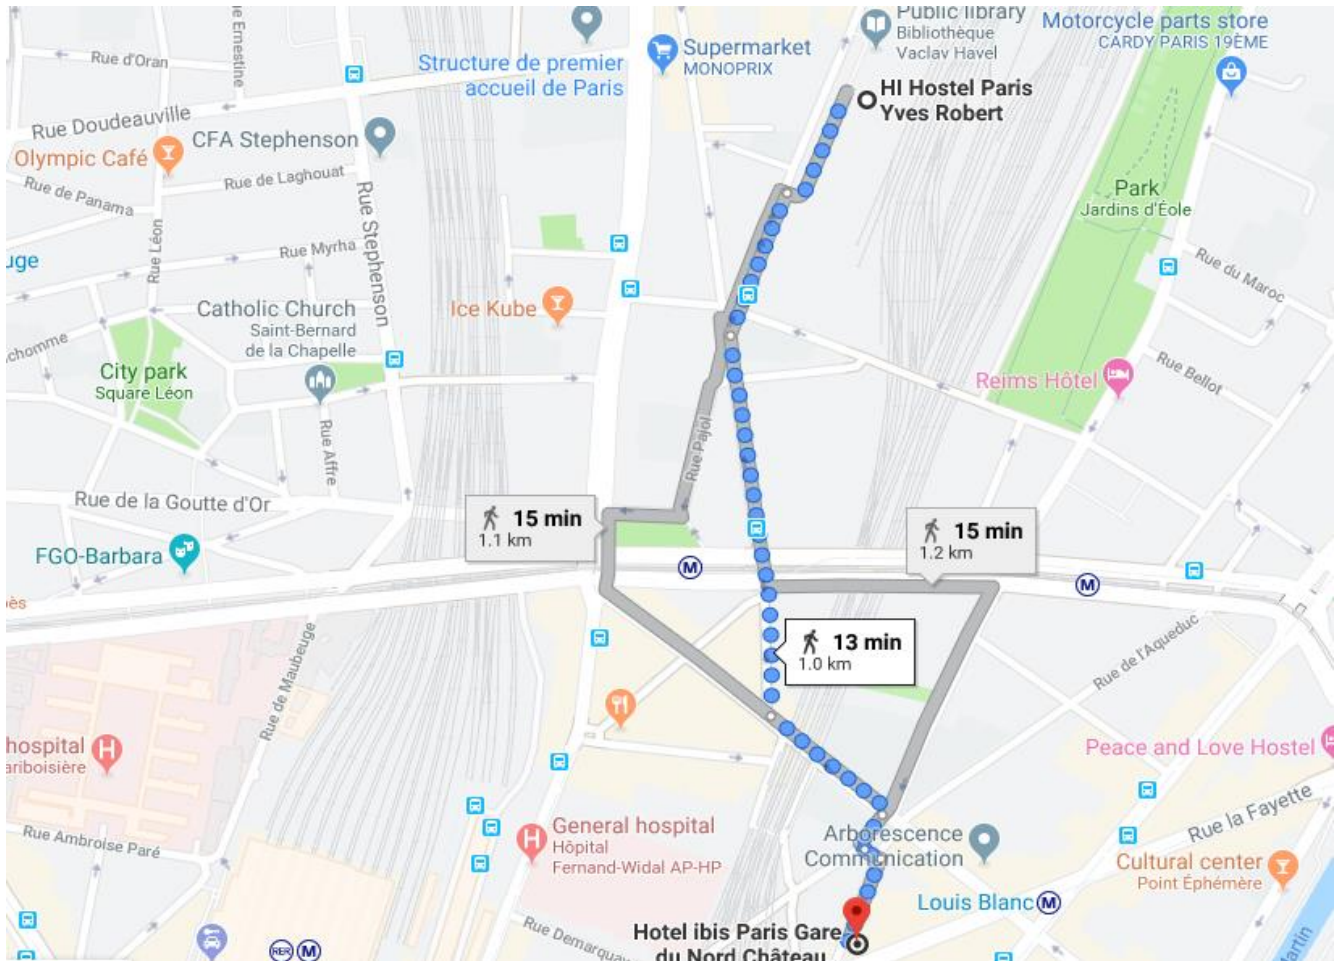 Public library
Bibliothèque
Vaclav Havel
Motorcycle parts store
CARDY PARIS 19ÈME
Supermarket
MONOPRIX
Structure de premier
accueil de Paris
Rue d'Oran
HI Hostel Paris
Yves Robert
Rue Doudeauville
CFA Stephenson
Olympic Café
Rue de Laghouat
Rue de Panama
Rue Stephenson
Park
Jardins d'Éole
Rue Léon
Rue Myrha
Rue du Maroc
Catholic Church
Saint-Bernard
de la Chapelle
Ice Kube
City park
Square Léon
Reims Hôtel
Rue Bellot
Rue Affre
Rue Pajol
Rue de la Goutte d'Or
15 min
1.1 km
15 min
1.2 km
FGO-Barbara
M
M
13 min
1.0 km
Rue de l'Aqueduc
Rue de Maubeuge
hospital
ariboisière
Peace and Love Hostel
Rue la Fayette
General hospital
Hôpital
Fernand-Widal AP-HP
Arborescence
Communication
Rue Ambroise Paré
Cultural center
Point Éphémère
Louis Blanc M
Hotel ibis Paris Gare
du Nord Château
Rue Demarquay
RER M